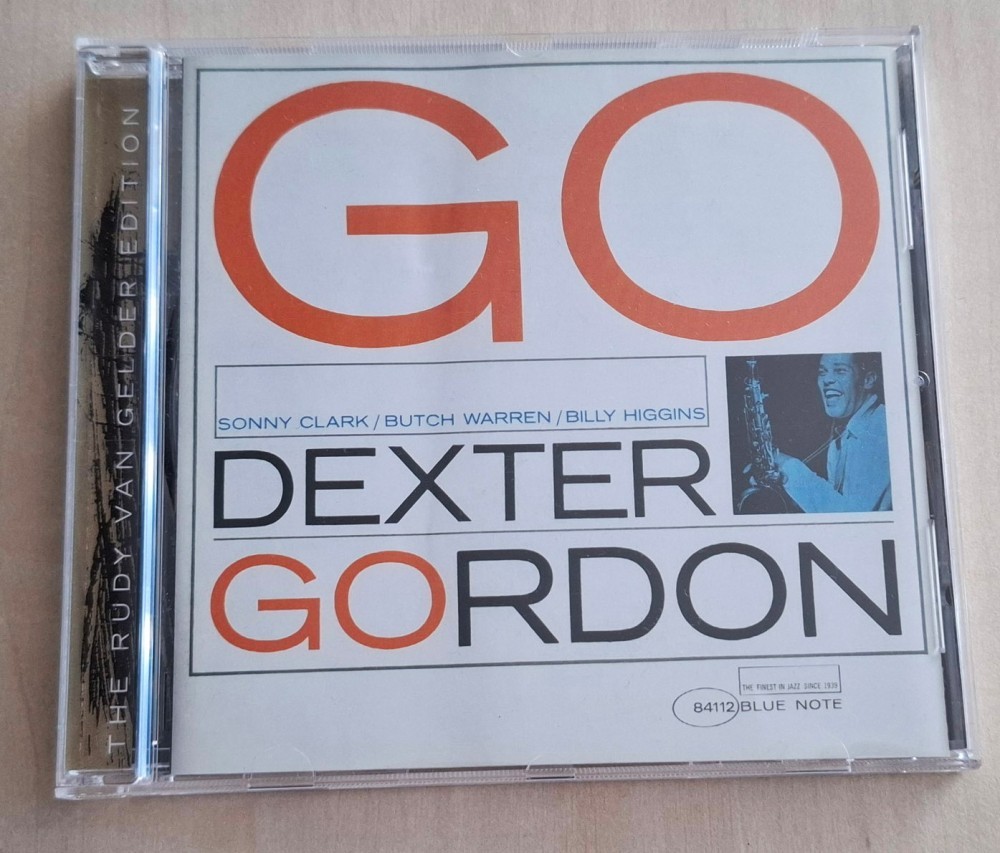 THE RUDY VAN GELDER EDITION
GO
SONNY CLARK/BUTCH WARREN/BILLY HIGGINS
DEXTER
GORDON
THE FINEST IN JAZZ SINCE 1939
84112 BLUE NOTE